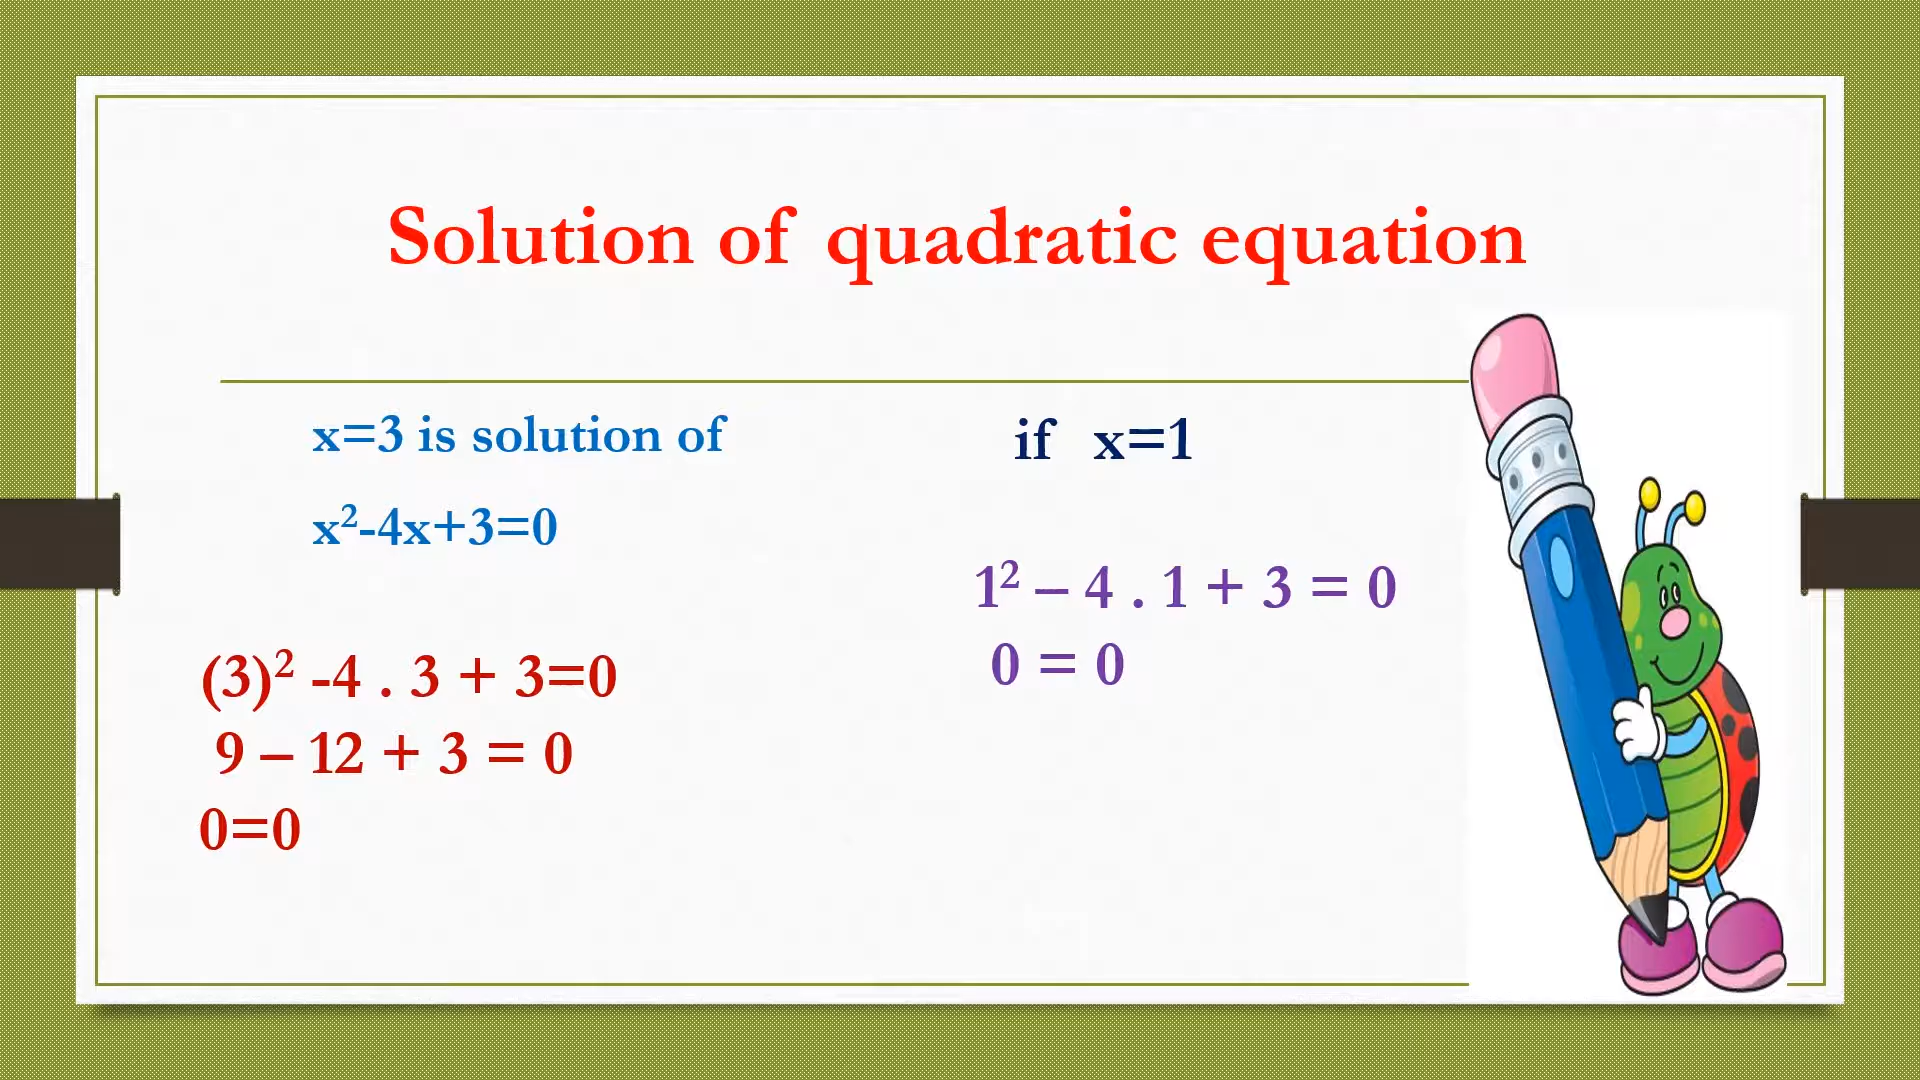 Solution of quadratic equation
x=3 is solution of
x²-4x+3=0
(3)² -4 . 3 + 3=0
9 – 12 + 3 = 0
0=0
if x=1
1² – 4 . 1 + 3 = 0
0 = 0